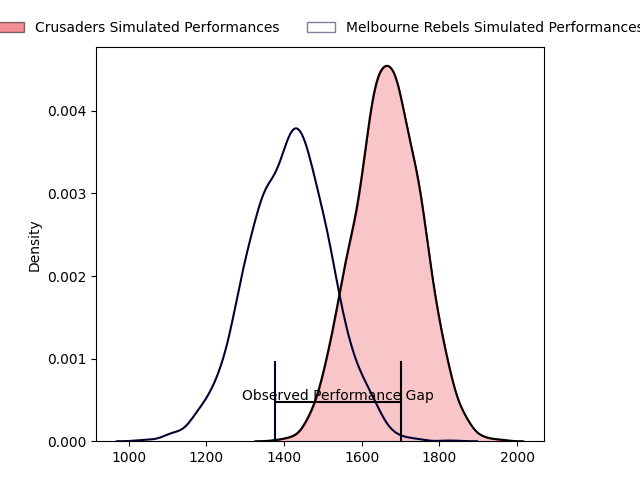 Crusaders Simulated Performances Melbourne Rebels Simulated Performances
0.004
0.003
0.002
0.001
0.000
Density
Observed Performance Gap
1000 1200 1400 1600 1800 2000